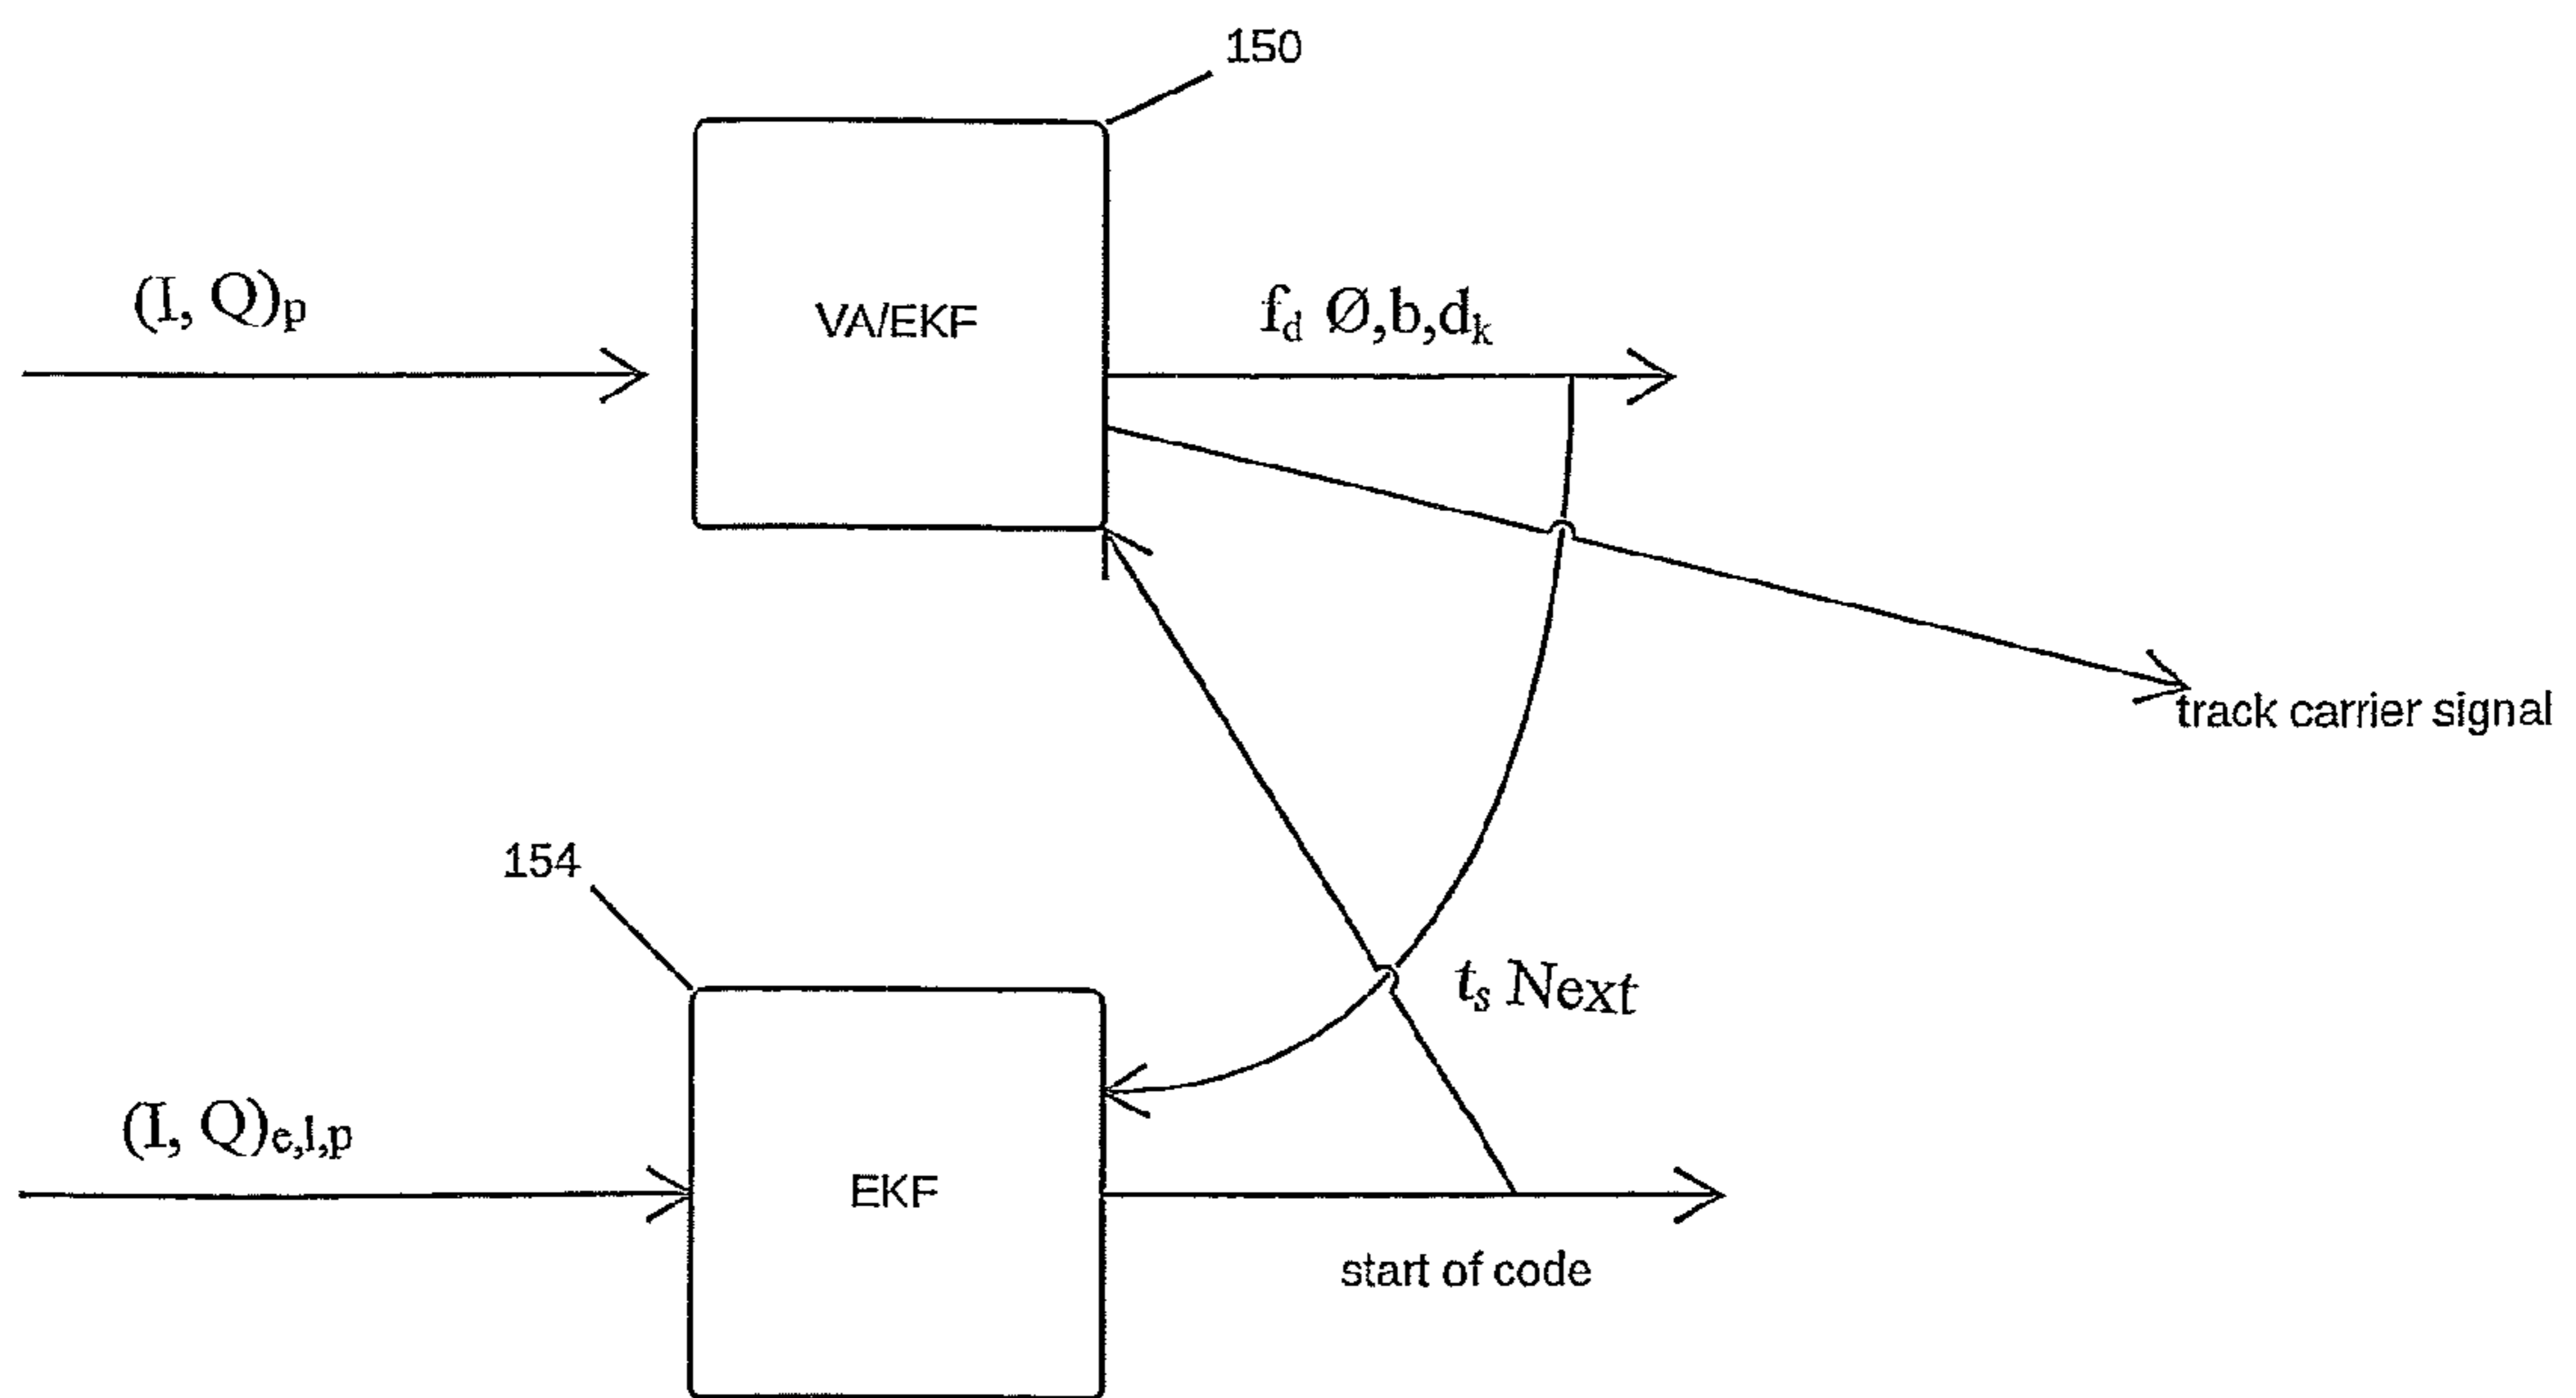 150
(I, Q)p
VA/EKF
fd Ø,b,dk
track carrier signal
154
ts Next
(I, Q)e,l,p
EKF
start of code